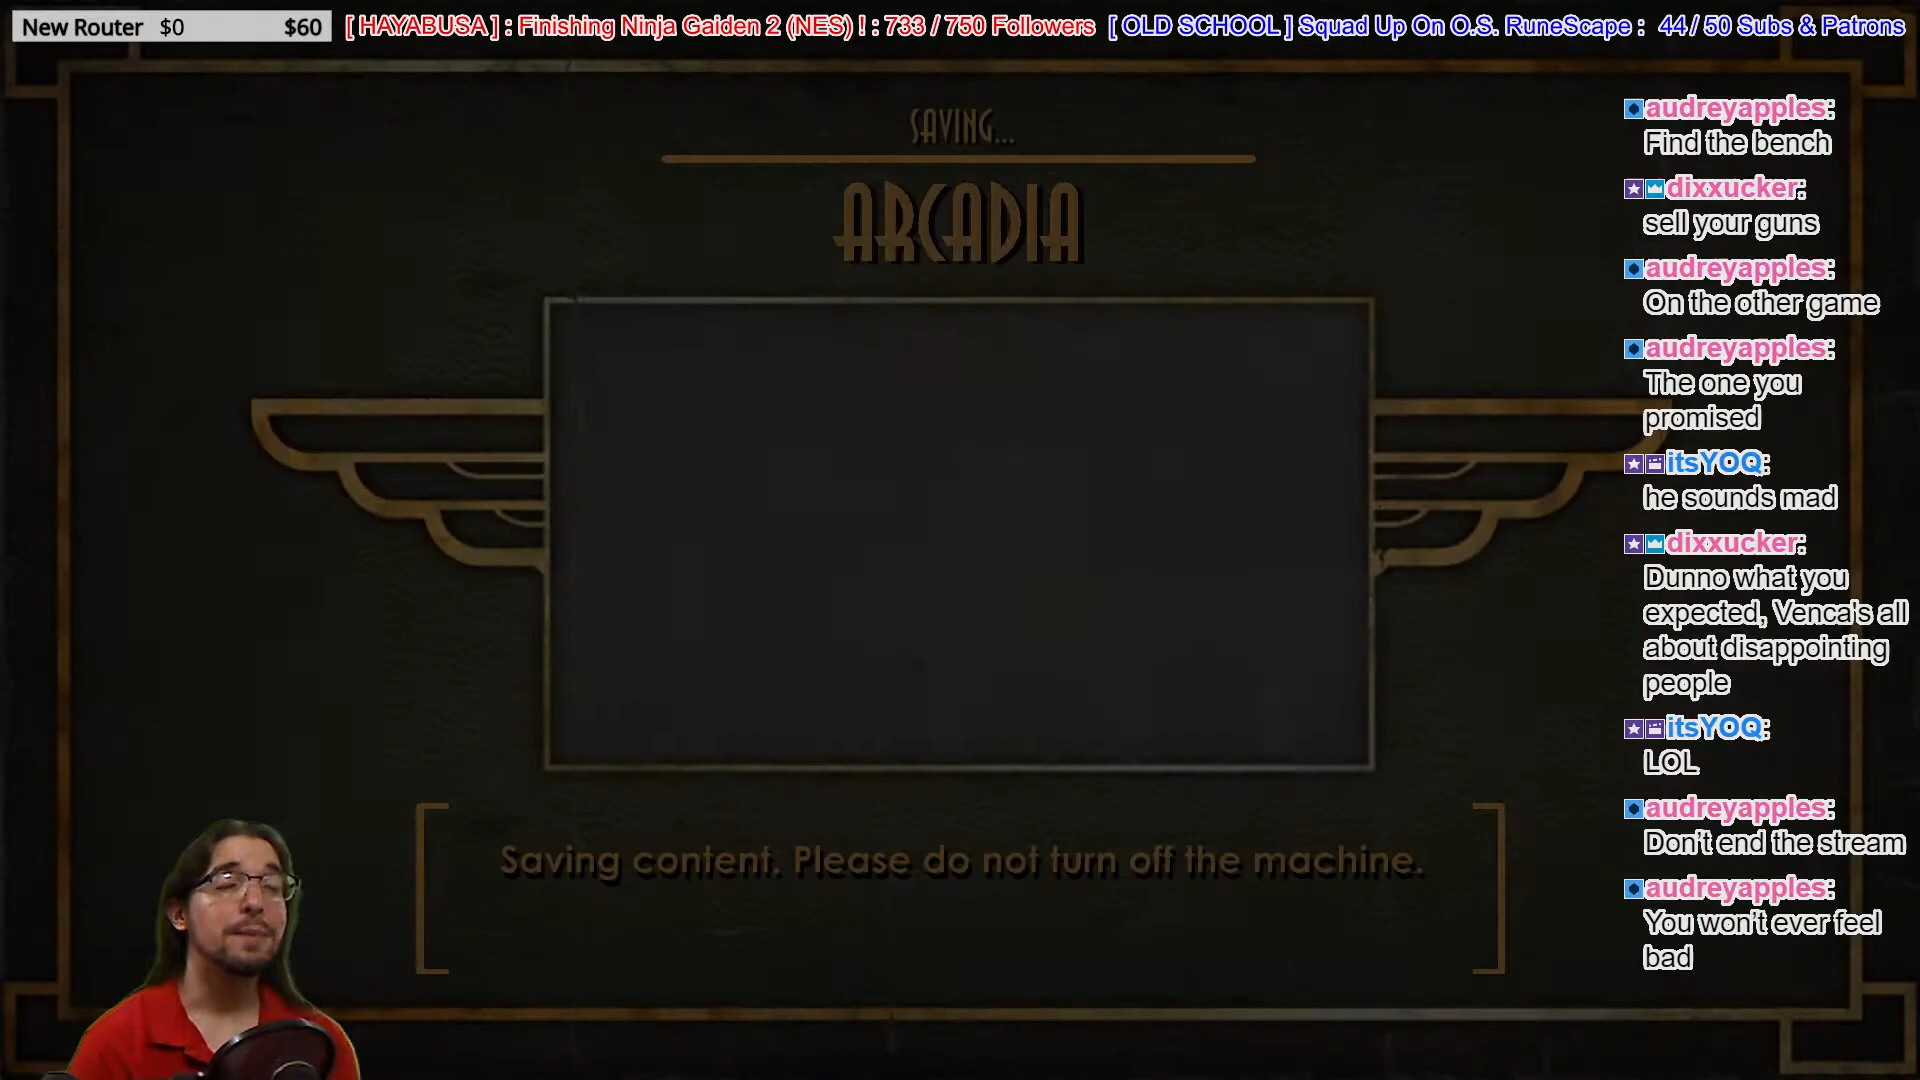 New Router $0 $60
[ HAYABUSA ] : Finishing Ninja Gaiden 2 (NES) ! : 733 / 750 Followers [ OLD SCHOOL ] Squad Up On O.S. RuneScape : 44 / 50 Subs & Patrons
SAVING...
ARCADIA
Saving content. Please do not turn off the machine.
audreyapples:
Find the bench
dixxucker:
sell your guns
audreyapples:
On the other game
audreyapples:
The one you
promised
itsYOQ:
he sounds mad
dixxucker:
Dunno what you
expected, Venca's all
about disappointing
people
itsYOQ:
LOL
audreyapples:
Don't end the stream
audreyapples:
You won't ever feel
bad